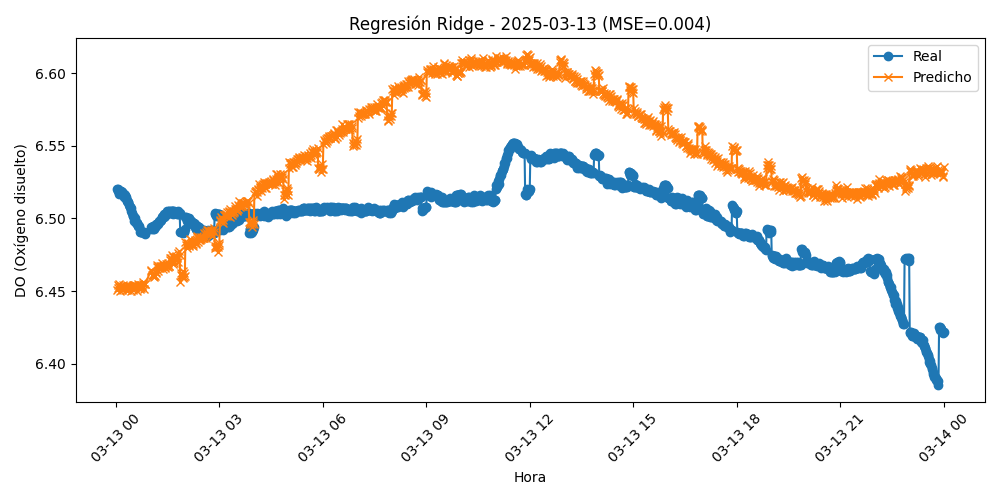 Regresión Ridge - 2025-03-13 (MSE=0.004)
Real
Predicho
DO (Oxígeno disuelto)
6.60
6.55
6.50
6.45
6.40
03-13 00
03-13 03
03-13 06
03-13 09
03-13 12
03-13 15
03-13 18
03-13 21
03-14 00
Hora